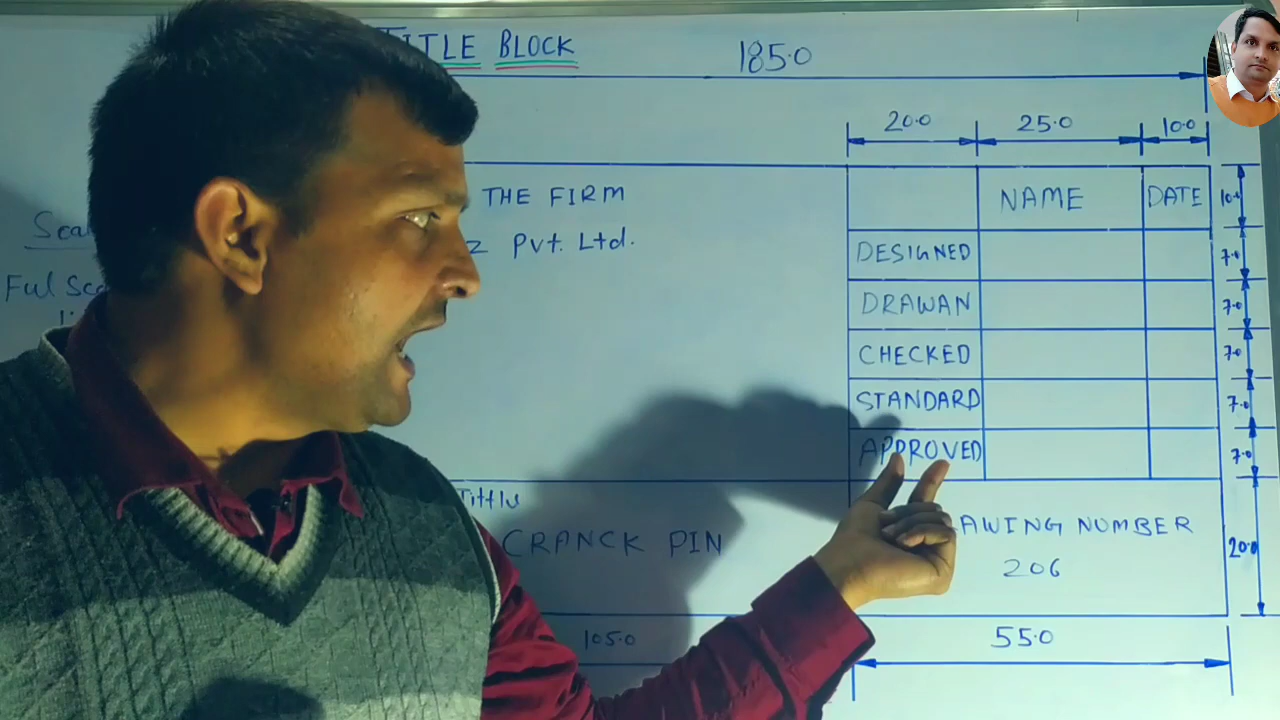 TITLE BLOCK
185.0
20.0 25.0 10.0
THE FIRM
Pvt. Ltd.
Ful
NAME DATE 10.0
DESIGNED 7.0
DRAWAN 7.0
CHECKED 7.0
STANDARD 7.0
APPROVED 7.0
Tittle
CRANCK PIN
AWING NUMBER
206
20.0
105.0
55.0